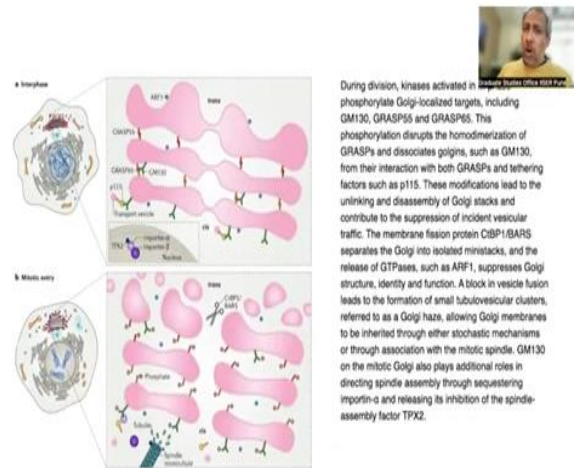 Graduate Studies Office IISER Pune
a Interphase
ARF1
trans
GRASP55
GRASP65
GM130
p115
Transport vesicle
cis
TPX2
Importin-α
Importin-β
Nucleus
b Mitotic entry
trans
CtBP1/
BARS
Phosphate
Tubulin
Spindle
microtubule
cis
During division, kinases activated in
phosphorylate Golgi-localized targets, including
GM130, GRASP55 and GRASP65. This
phosphorylation disrupts the homodimerization of
GRASPs and dissociates golgins, such as GM130,
from their interaction with both GRASPs and tethering
factors such as p115. These modifications lead to the
unlinking and disassembly of Golgi stacks and
contribute to the suppression of incident vesicular
traffic. The membrane fission protein CtBP1/BARS
separates the Golgi into isolated ministacks, and the
release of GTPases, such as ARF1, suppresses Golgi
structure, identity and function. A block in vesicle fusion
leads to the formation of small tubulovesicular clusters,
referred to as a Golgi haze, allowing Golgi membranes
to be inherited through either stochastic mechanisms
or through association with the mitotic spindle. GM130
on the mitotic Golgi also plays additional roles in
directing spindle assembly through sequestering
importin-α and releasing its inhibition of the spindle-
assembly factor TPX2.